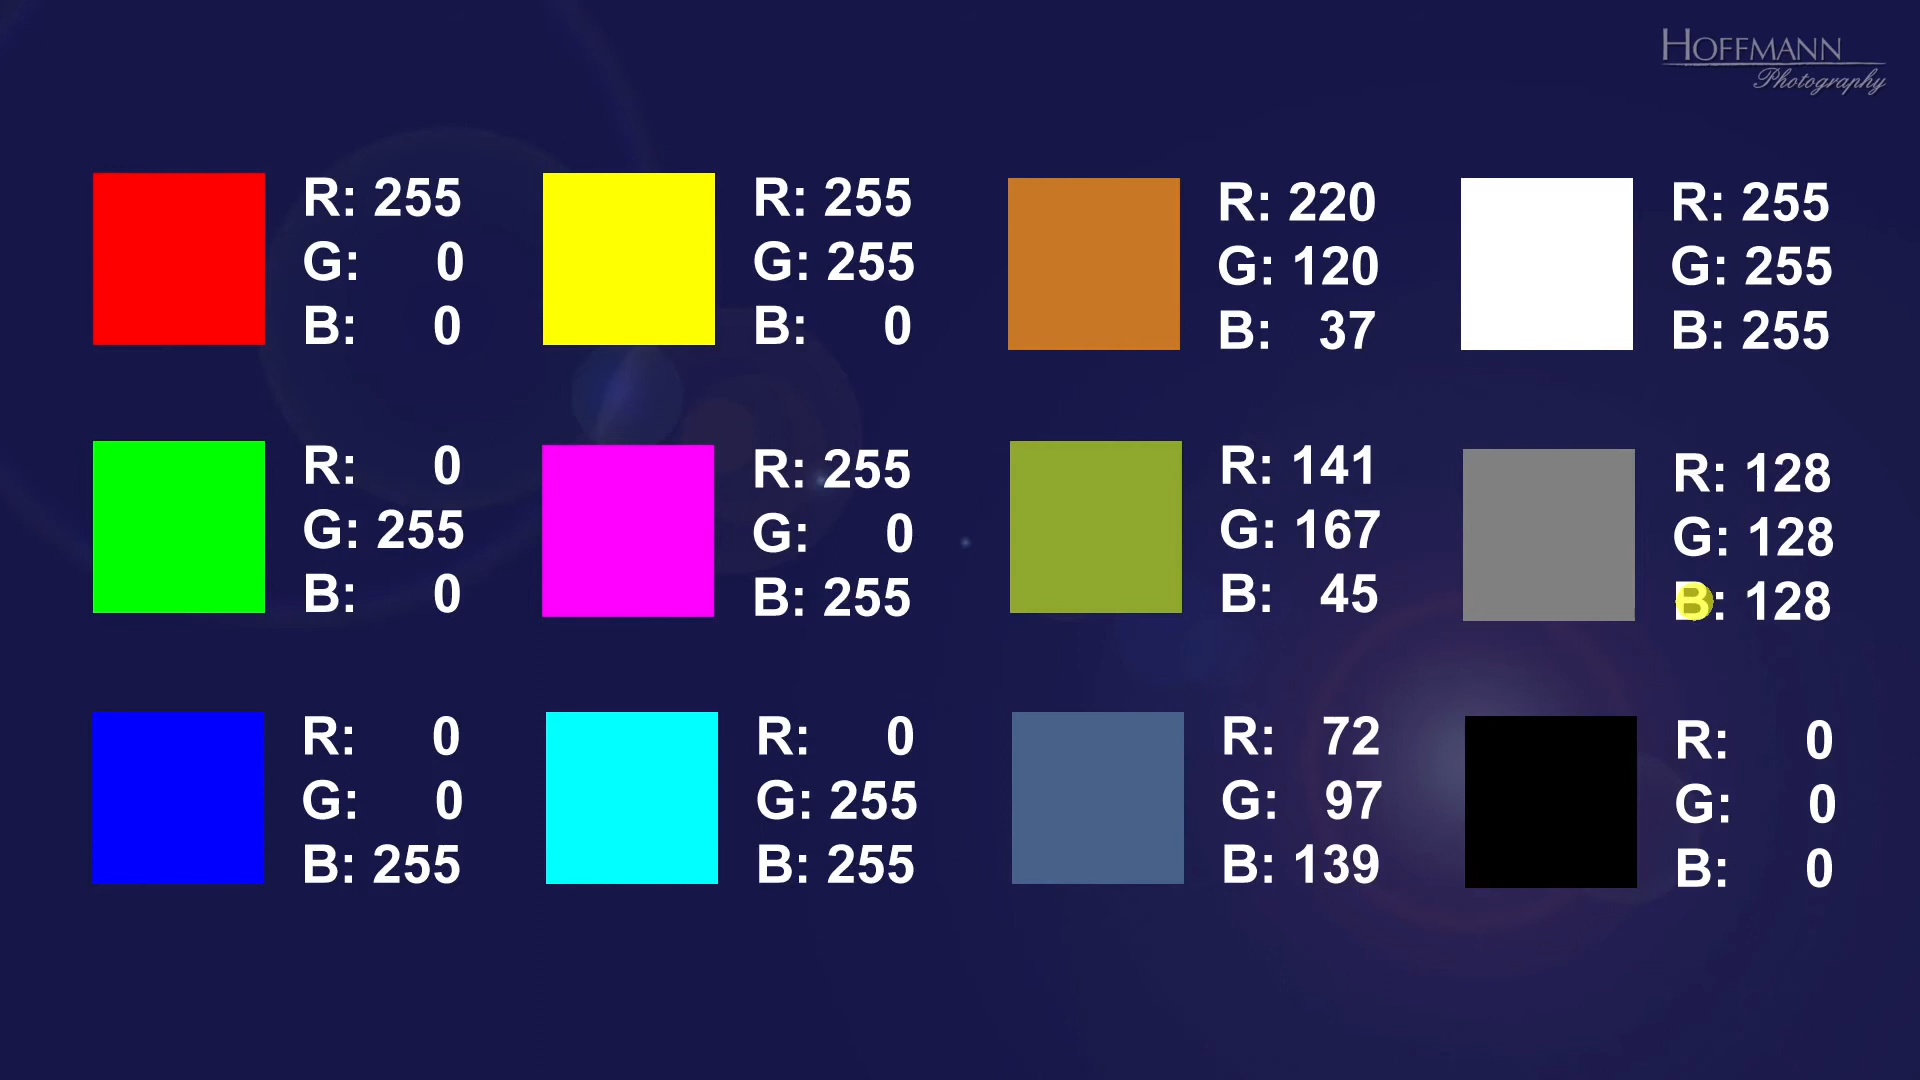 HOFFMANN
Photography
R: 255
G: 0
B: 0
R: 255
G: 255
B: 0
R: 220
G: 120
B: 37
R: 255
G: 255
B: 255
R: 0
G: 255
B: 0
R: 255
G: 0
B: 255
R: 141
G: 167
B: 45
R: 128
G: 128
B: 128
R: 0
G: 0
B: 255
R: 0
G: 255
B: 255
R: 72
G: 97
B: 139
R: 0
G: 0
B: 0